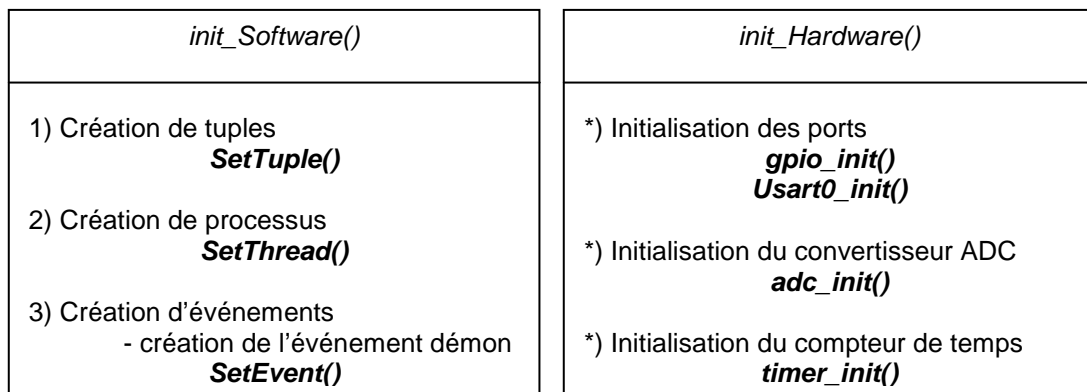 init_Software()
1) Création de tuples
SetTuple()
2) Création de processus
SetThread()
3) Création d'événements
- création de l'événement démon
SetEvent()
init_Hardware()
*) Initialisation des ports
gpio_init()
Usart0_init()
*) Initialisation du convertisseur ADC
adc_init()
*) Initialisation du compteur de temps
timer_init()